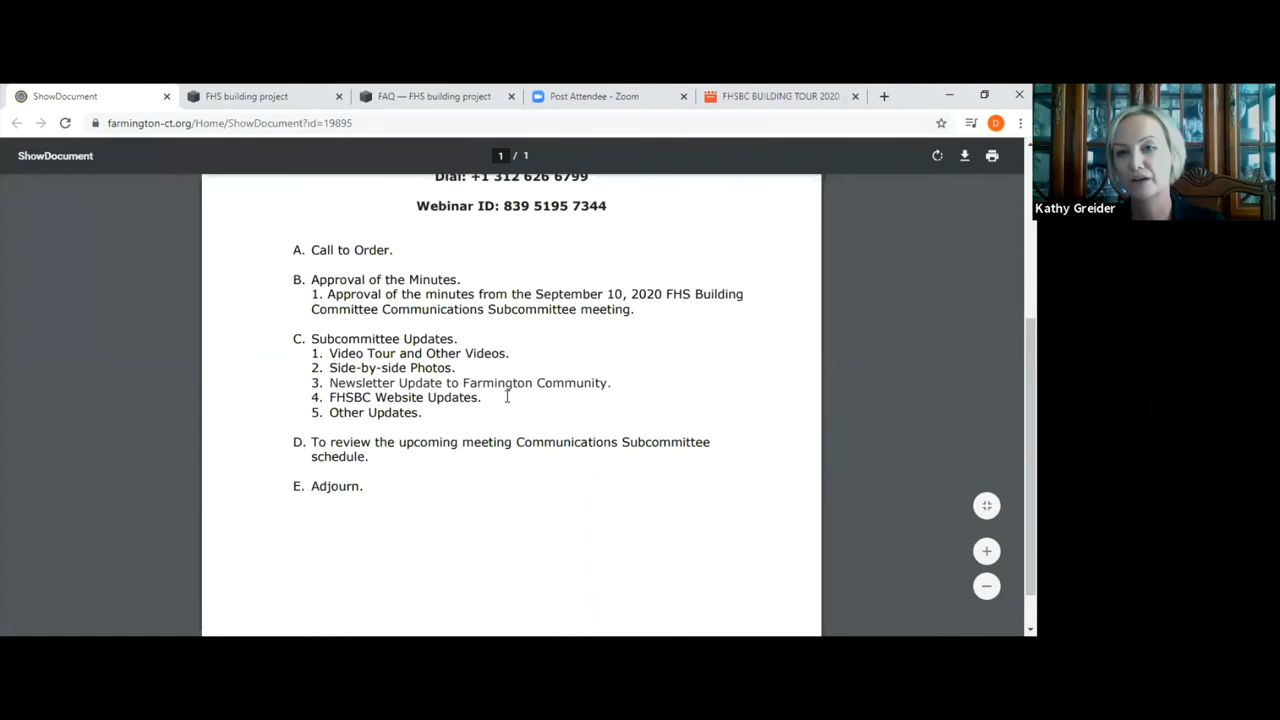 ShowDocument
FHS building project
FAQ — FHS building project
Post Attendee - Zoom
FHSBC BUILDING TOUR 2020
farmington-ct.org/Home/ShowDocument?id=19895
D
ShowDocument
1 / 1
Kathy Greider
Dial: +1 312 626 6799
Webinar ID: 839 5195 7344
A. Call to Order.
B. Approval of the Minutes.
1. Approval of the minutes from the September 10, 2020 FHS Building
Committee Communications Subcommittee meeting.
C. Subcommittee Updates.
1. Video Tour and Other Videos.
2. Side-by-side Photos.
3. Newsletter Update to Farmington Community.
4. FHSBC Website Updates.
5. Other Updates.
D. To review the upcoming meeting Communications Subcommittee
schedule.
E. Adjourn.